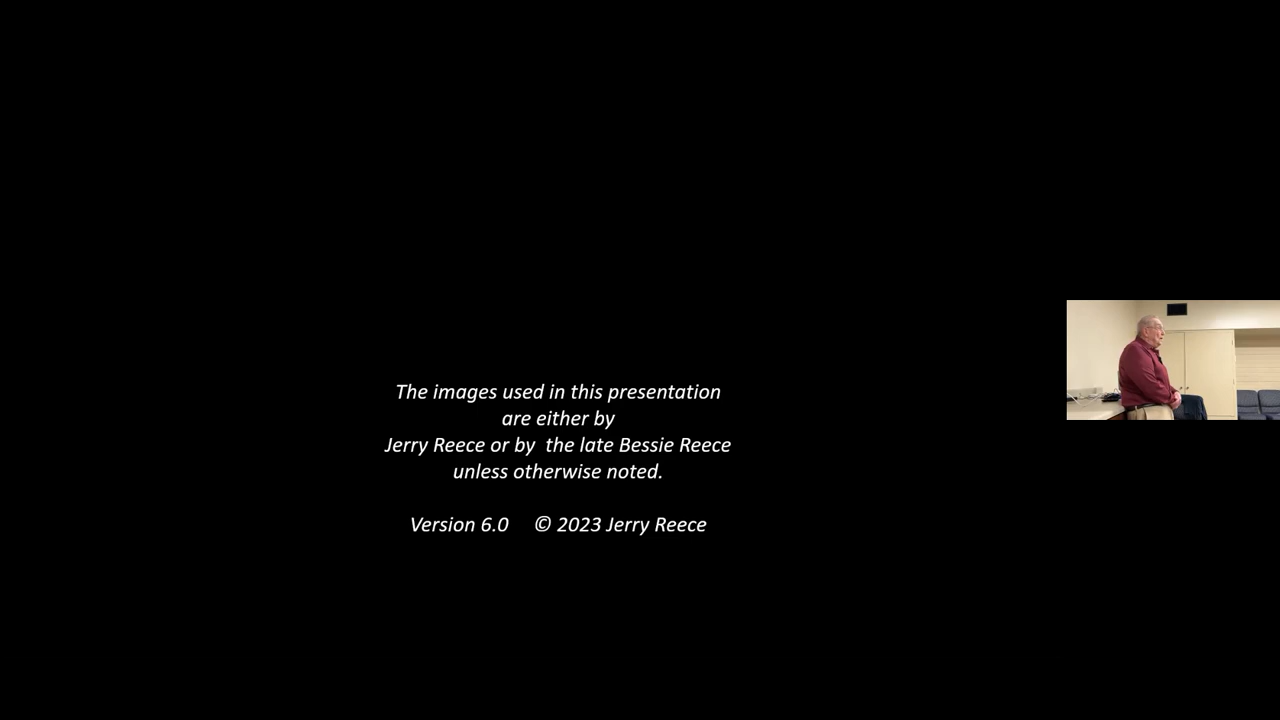 The images used in this presentation
are either by
Jerry Reece or by  the late Bessie Reece
unless otherwise noted.
Version 6.0     © 2023 Jerry Reece